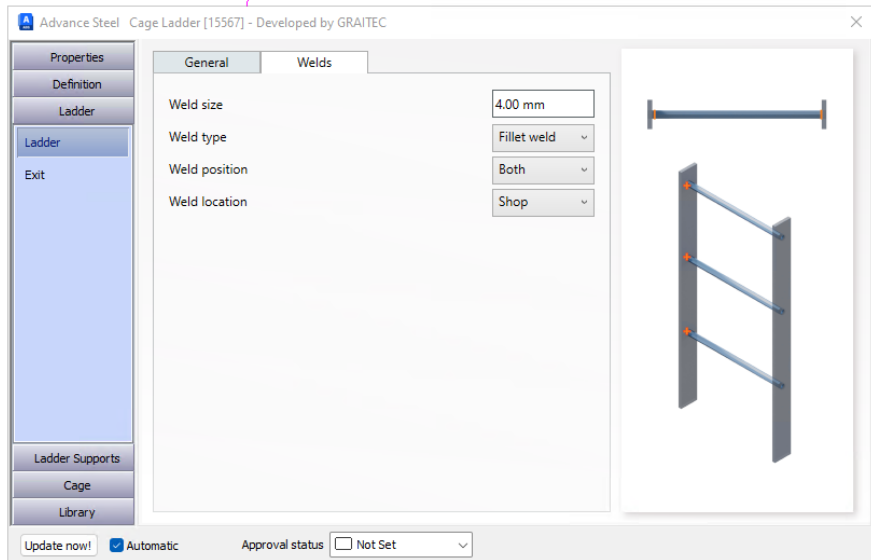 Advance Steel Cage Ladder [15567] - Developed by GRAITEC
Properties
Definition
Ladder
Ladder
Exit
Ladder Supports
Cage
Library
General Welds
Weld size 4.00 mm
Weld type Fillet weld
Weld position Both
Weld location Shop
Update now! Automatic Approval status Not Set